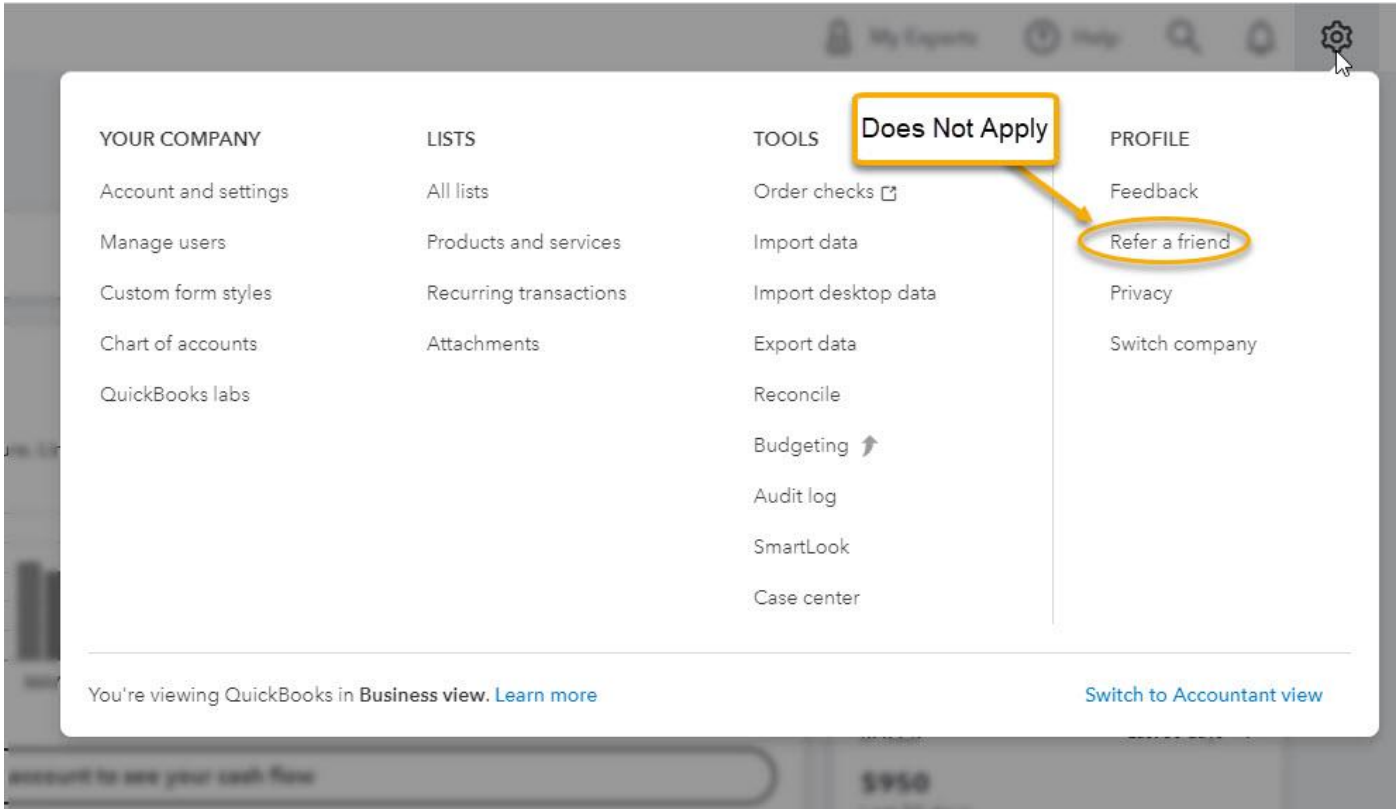 My Experts
Help
YOUR COMPANY
Account and settings
Manage users
Custom form styles
Chart of accounts
QuickBooks labs
LISTS
All lists
Products and services
Recurring transactions
Attachments
TOOLS
Order checks
Import data
Import desktop data
Export data
Reconcile
Budgeting
Audit log
SmartLook
Case center
Does Not Apply
PROFILE
Feedback
Refer a friend
Privacy
Switch company
You're viewing QuickBooks in Business view. Learn more
Switch to Accountant view
account to see your cash flow
$950